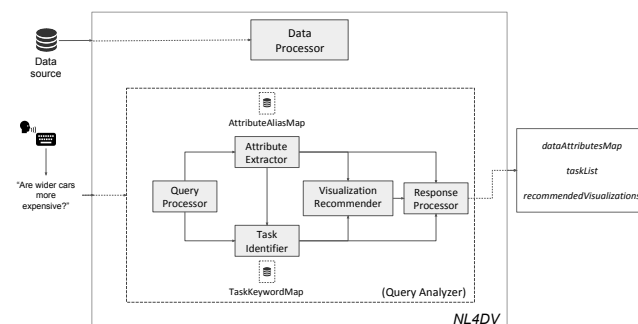 Data
Processor
Data
source
AttributeAliasMap
Attribute
Extractor
"Are wider cars
more
expensive?"
Query
Processor
Visualization
Recommender
Response
Processor
Task
Identifier
TaskKeywordMap
(Query Analyzer)
NL4DV
dataAttributesMap
taskList
recommendedVisualizations